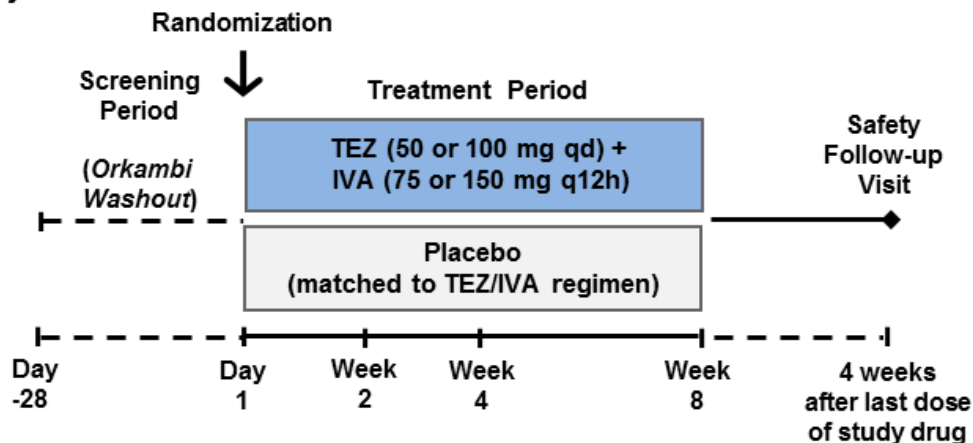 Randomization
Screening
Period
(Orkambi
Washout)
Treatment Period
TEZ (50 or 100 mg qd) +
IVA (75 or 150 mg q12h)
Placebo
(matched to TEZ/IVA regimen)
Safety
Follow-up
Visit
Day
-28
Day
1
Week
2
Week
4
Week
8
4 weeks
after last dose
of study drug